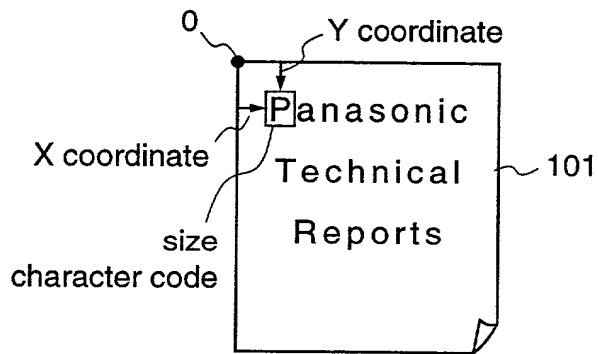 0
Y coordinate
Panasonic
X coordinate
Technical
101
Reports
size
character code